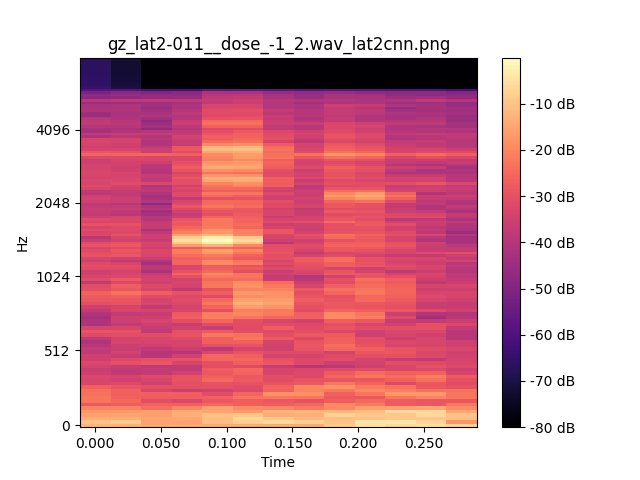 gz_lat2-011__dose_-1_2.wav_lat2cnn.png
4096
2048
1024
512
0
Hz
0.000 0.050 0.100 0.150 0.200 0.250
Time
-10 dB
-20 dB
-30 dB
-40 dB
-50 dB
-60 dB
-70 dB
-80 dB